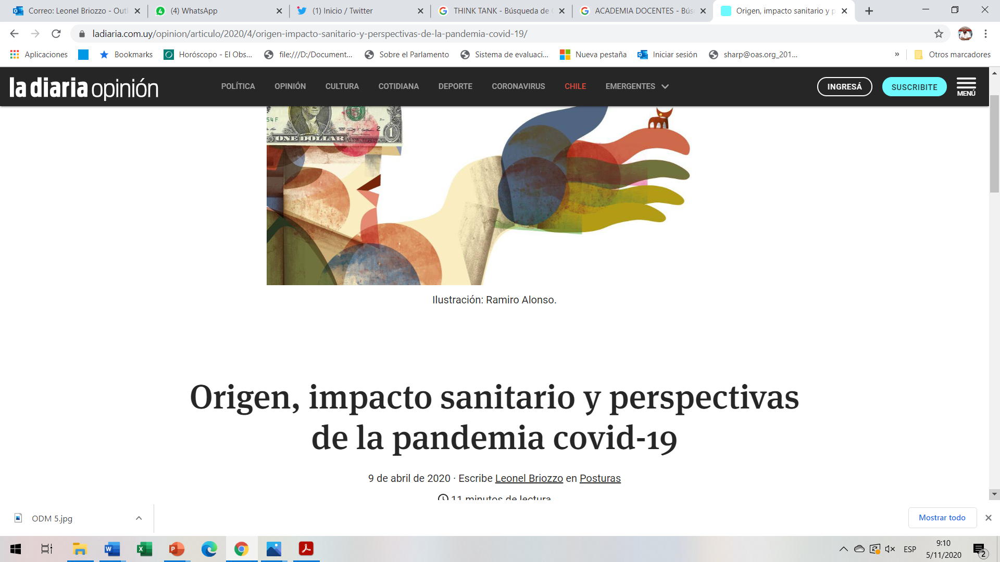 Correo: Leonel Briozzo - Outl
(4) WhatsApp
(1) Inicio / Twitter
THINK TANK - Búsqueda de G
ACADEMIA DOCENTES - Bús
Origen, impacto sanitario y p
ladiaria.com.uy/opinion/articulo/2020/4/origen-impacto-sanitario-y-perspectivas-de-la-pandemia-covid-19/
Aplicaciones
Bookmarks
Horóscopo - El Obs...
file:///D:/Document...
Sobre el Parlamento
Sistema de evaluaci...
Nueva pestaña
Iniciar sesión
sharp@oas.org_201...
»
Otros marcadores
la diaria opinión
POLÍTICA
OPINIÓN
CULTURA
COTIDIANA
DEPORTE
CORONAVIRUS
CHILE
EMERGENTES
INGRESÁ
SUSCRIBITE
MENÚ
54 F
2
1
ONE DOLLAR
Ilustración: Ramiro Alonso.
Origen, impacto sanitario y perspectivas
de la pandemia covid-19
9 de abril de 2020 · Escribe Leonel Briozzo en Posturas
11 minutos de lectura
ODM 5.jpg
Mostrar todo
ESP
9:10
5/11/2020
2